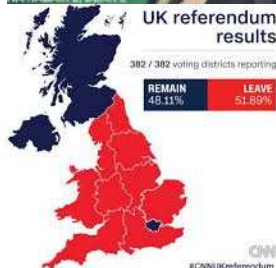 UK referendum
results
382 / 382 voting districts reporting
REMAIN
48.11%
LEAVE
51.89%
CNN
#CNNUKreferendum